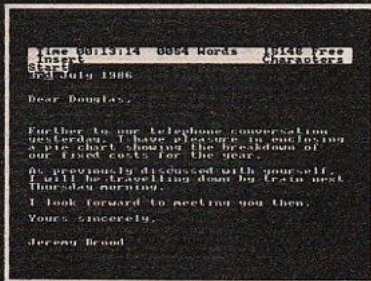 Time 00:13:14 0054 Words 18148 Free
Insert Characters
Start
3rd July 1986
Dear Douglas,
Further to our telephone conversation
yesterday, I have pleasure in enclosing
a pie chart showing the breakdown of
our fixed costs for the year.
As previously discussed with yourself,
I will be travelling down by train next
Thursday morning.
I look forward to meeting you then.
Yours sincerely,
Jeremy Brood